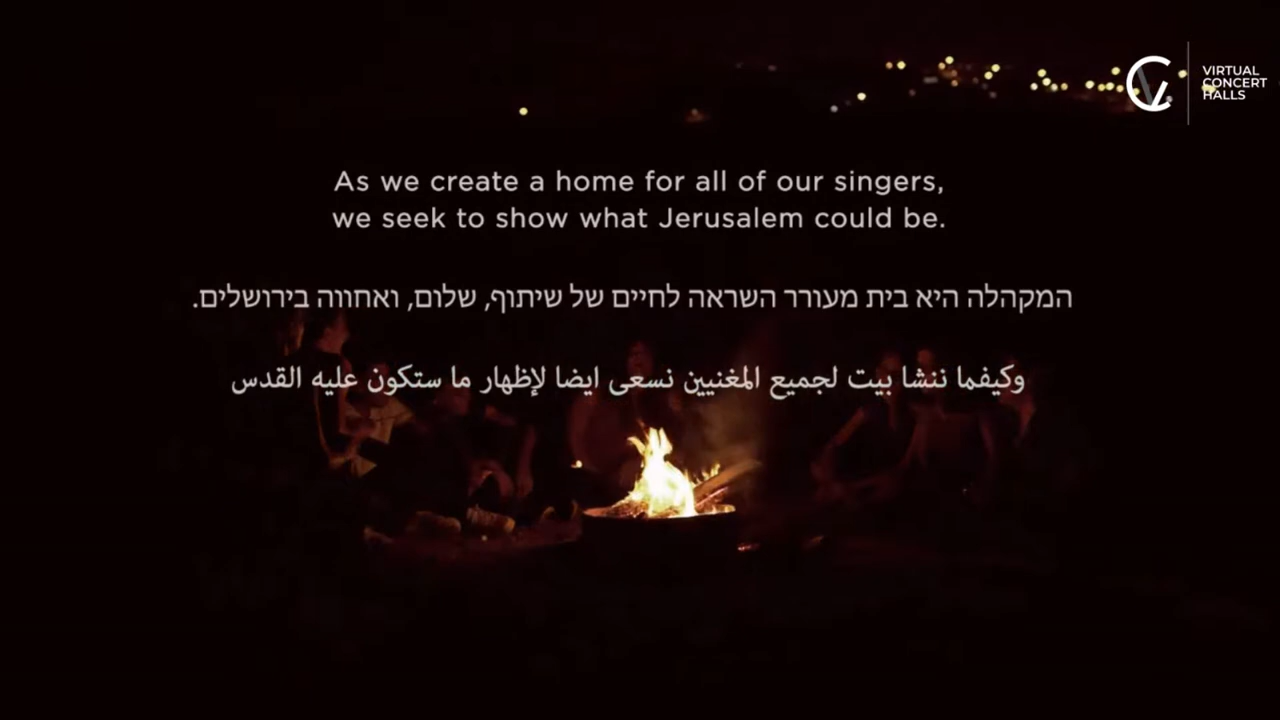 VIRTUAL
CONCERT
HALLS
As we create a home for all of our singers,
we seek to show what Jerusalem could be.
המקהלה היא בית מעורר השראה לחיים של שיתוף, שלום, ואחווה בירושלים.
وكيفما ننشا بيت لجميع المغنيين نسعى ايضا لإظهار ما ستكون عليه القدس